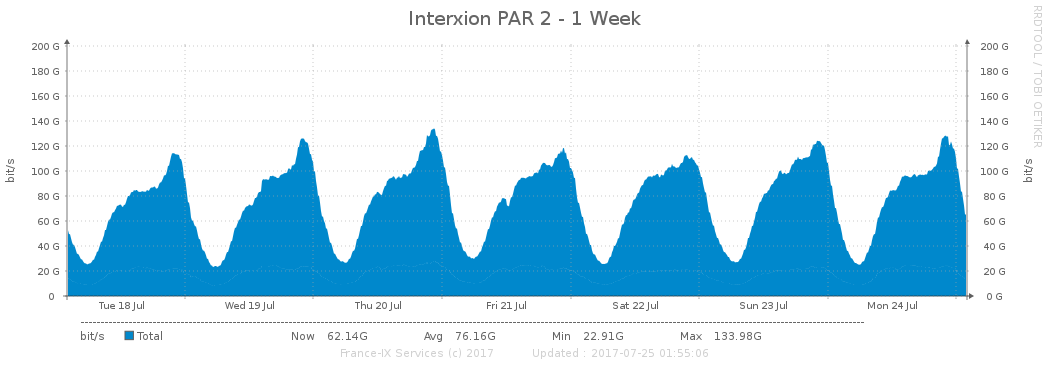 Interxion PAR 2 - 1 Week
RRDTOOL / TOBI OETIKER
bit/s
200 G 200 G
180 G 180 G
160 G 160 G
140 G 140 G
120 G 120 G
100 G 100 G
80 G 80 G
60 G 60 G
40 G 40 G
20 G 20 G
0 0 G
bit/s
Tue 18 Jul Wed 19 Jul Thu 20 Jul Fri 21 Jul Sat 22 Jul Sun 23 Jul Mon 24 Jul
bit/s Total Now 62.14G Avg 76.16G Min 22.91G Max 133.98G
France-IX Services (c) 2017 Updated : 2017-07-25 01:55:06